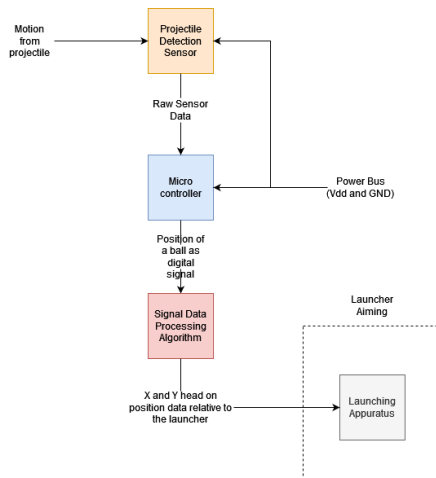 Motion
from
projectile
Projectile
Detection
Sensor
Raw Sensor
Data
Micro
controller
Power Bus
(Vdd and GND)
Position of
a ball as
digital
signal
Signal Data
Processing
Algorithm
Launcher
Aiming
X and Y head on
position data relative to
the launcher
Launching
Apparatus